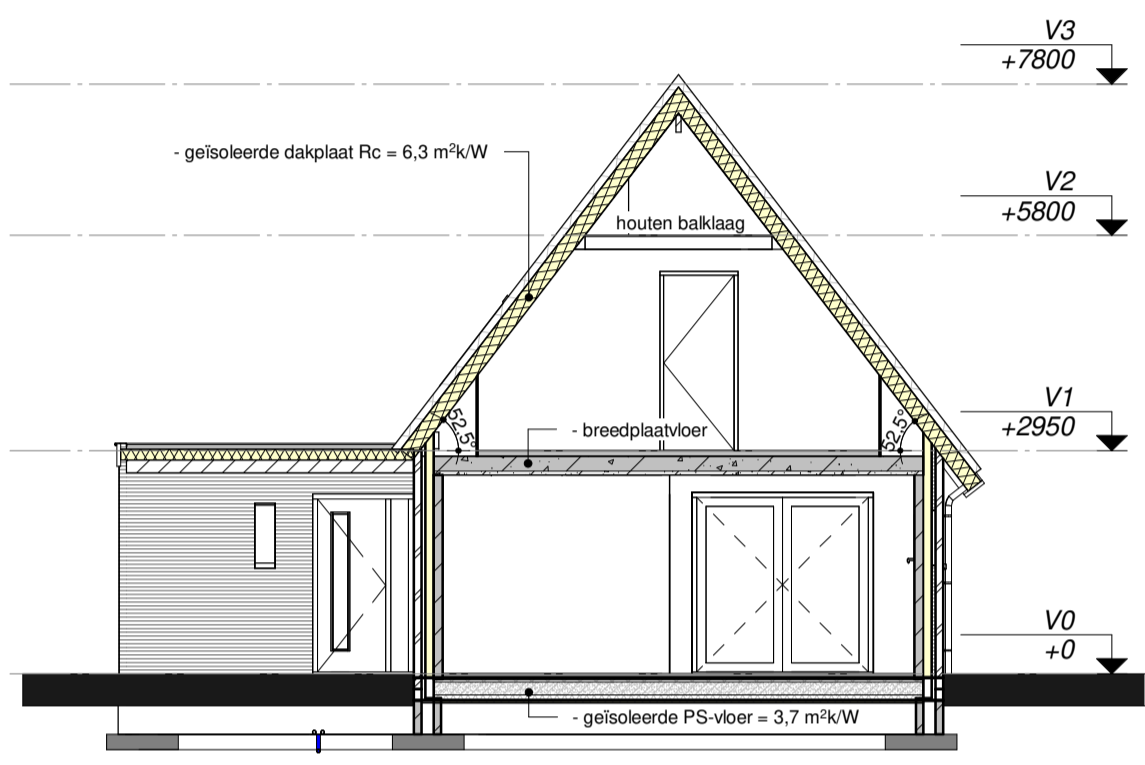 V3
+7800
- geïsoleerde dakplaat Rc = 6,3 m²k/W
V2
+5800
houten balklaag
V1
+2950
52,5°
- breedplaatvloer
52,5°
V0
+0
- geïsoleerde PS-vloer = 3,7 m²k/W